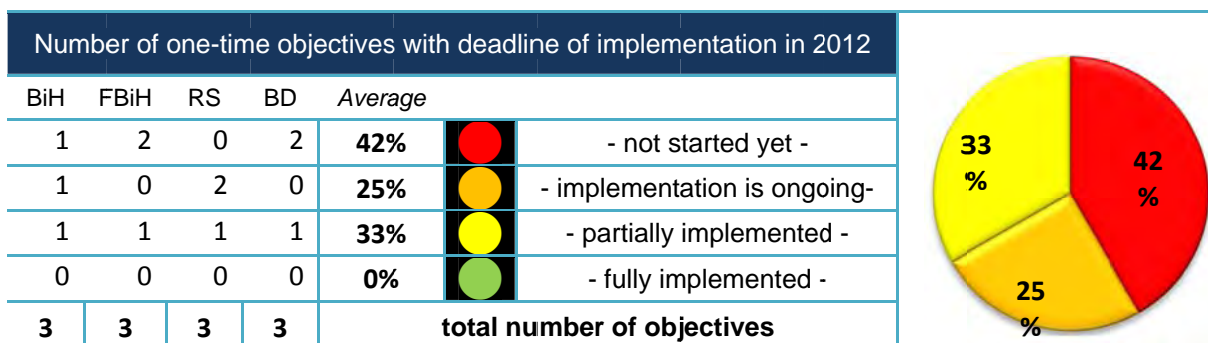 Number of one-time objectives with deadline of implementation in 2012
BiH FBiH RS BD Average
1 2 0 2 42% - not started yet -
1 0 2 0 25% - implementation is ongoing-
1 1 1 1 33% - partially implemented -
0 0 0 0 0% - fully implemented -
3 3 3 3 total number of objectives
33
%
42
%
25
%